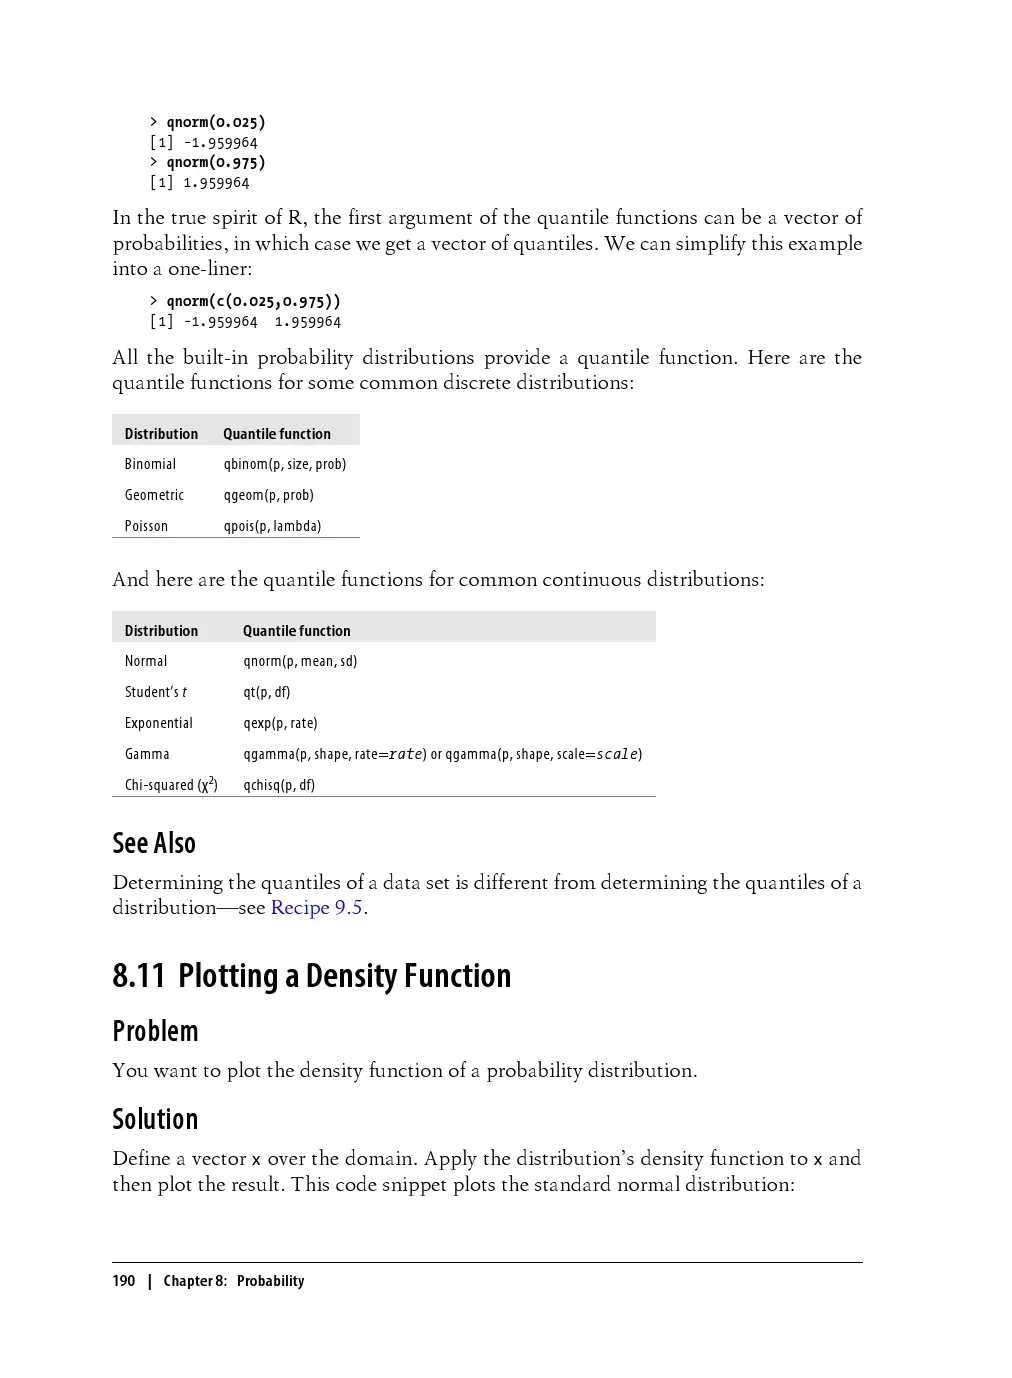 > qnorm(0.025)
[1] -1.959964
> qnorm(0.975)
[1] 1.959964
In the true spirit of R, the first argument of the quantile functions can be a vector of
probabilities, in which case we get a vector of quantiles. We can simplify this example
into a one-liner:
> qnorm(c(0.025,0.975))
[1] -1.959964  1.959964
All the built-in probability distributions provide a quantile function. Here are the
quantile functions for some common discrete distributions:
Distribution Quantile function
Binomial qbinom(p, size, prob)
Geometric qgeom(p, prob)
Poisson qpois(p, lambda)
And here are the quantile functions for common continuous distributions:
Distribution Quantile function
Normal qnorm(p, mean, sd)
Student's t qt(p, df)
Exponential qexp(p, rate)
Gamma qgamma(p, shape, rate=rate) or qgamma(p, shape, scale=scale)
Chi-squared (χ²) qchisq(p, df)
See Also
Determining the quantiles of a data set is different from determining the quantiles of a
distribution—see Recipe 9.5.
8.11 Plotting a Density Function
Problem
You want to plot the density function of a probability distribution.
Solution
Define a vector x over the domain. Apply the distribution's density function to x and
then plot the result. This code snippet plots the standard normal distribution:
190 | Chapter 8: Probability